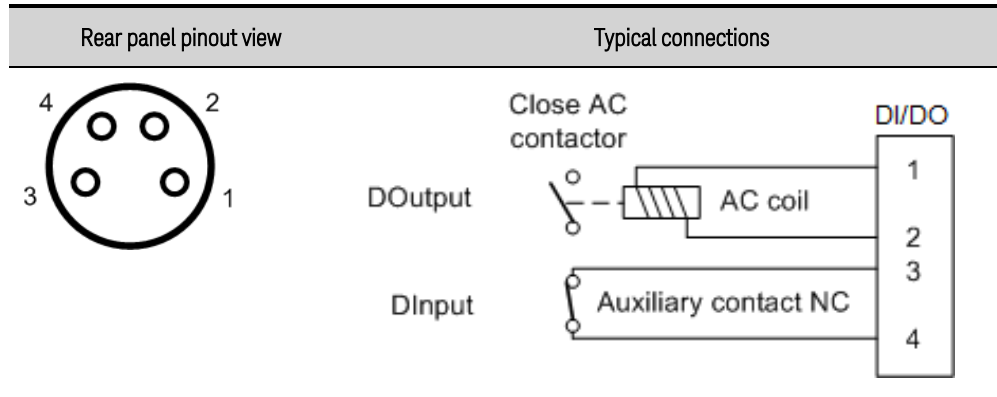 Rear panel pinout view
Typical connections
4
2
3
1
Close AC
contactor
DI/DO
DOutput
AC coil
1
2
DInput
Auxiliary contact NC
3
4